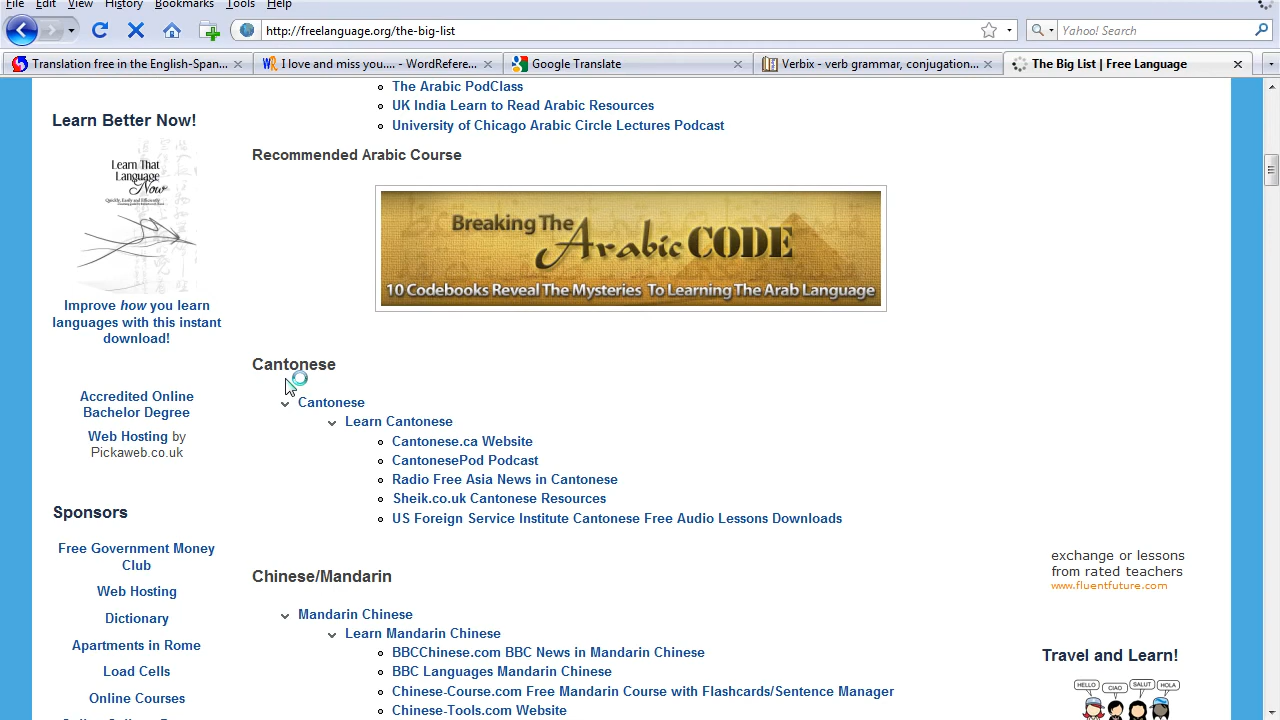 File Edit View History Bookmarks Tools Help
http://freelanguage.org/the-big-list
Yahoo! Search
Translation free in the English-Span...
I love and miss you.... - WordRefere...
Google Translate
Verbix - verb grammar, conjugation...
The Big List | Free Language
Learn Better Now!
Learn That
Language
Now
Improve how you learn
languages with this instant
download!
Accredited Online
Bachelor Degree
Web Hosting by
Pickaweb.co.uk
Sponsors
Free Government Money
Club
Web Hosting
Dictionary
Apartments in Rome
Load Cells
Online Courses
The Arabic PodClass
UK India Learn to Read Arabic Resources
University of Chicago Arabic Circle Lectures Podcast
Recommended Arabic Course
Breaking The
Arabic CODE
10 Codebooks Reveal The Mysteries To Learning The Arab Language
Cantonese
Cantonese
Learn Cantonese
Cantonese.ca Website
CantonesePod Podcast
Radio Free Asia News in Cantonese
Sheik.co.uk Cantonese Resources
US Foreign Service Institute Cantonese Free Audio Lessons Downloads
Chinese/Mandarin
Mandarin Chinese
Learn Mandarin Chinese
BBCChinese.com BBC News in Mandarin Chinese
BBC Languages Mandarin Chinese
Chinese-Course.com Free Mandarin Course with Flashcards/Sentence Manager
Chinese-Tools.com Website
exchange or lessons
from rated teachers
www.fluentfuture.com
Travel and Learn!
HELLO CIAO SALUT HOLA